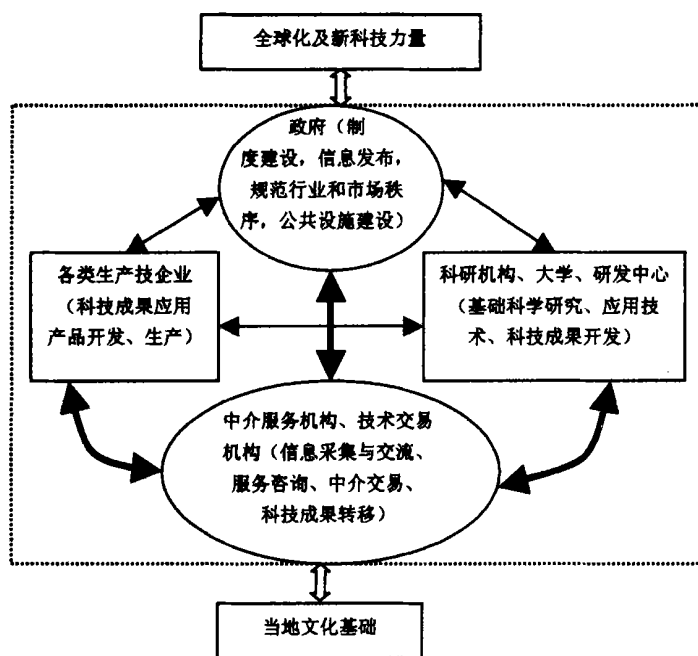 全球化及新科技力量
政府（制
度建设，信息发布，
规范行业和市场秩
序，公共设施建设）
各类生产技企业
（科技成果应用
产品开发、生产）
科研机构、大学、研发中心
（基础科学研究、应用技
术、科技成果开发）
中介服务机构、技术交易
机构（信息采集与交流、
服务咨询、中介交易、
科技成果转移）
当地文化基础